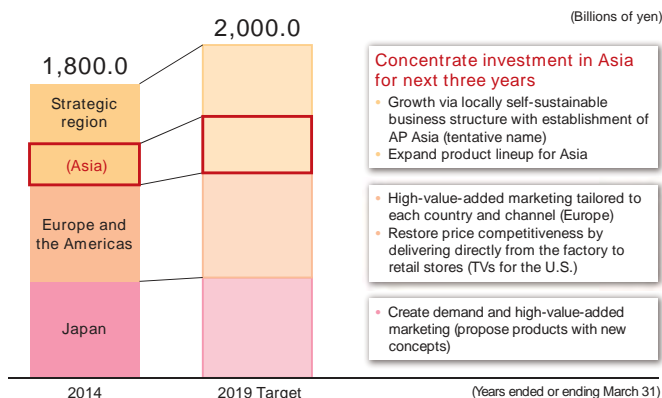 (Billions of yen)
2,000.0
1,800.0
Strategic
region
(Asia)
Europe and
the Americas
Japan
2014
2019 Target
Concentrate investment in Asia
for next three years
• Growth via locally self-sustainable
business structure with establishment of
AP Asia (tentative name)
• Expand product lineup for Asia
• High-value-added marketing tailored to
each country and channel (Europe)
• Restore price competitiveness by
delivering directly from the factory to
retail stores (TVs for the U.S.)
• Create demand and high-value-added
marketing (propose products with new
concepts)
(Years ended or ending March 31)